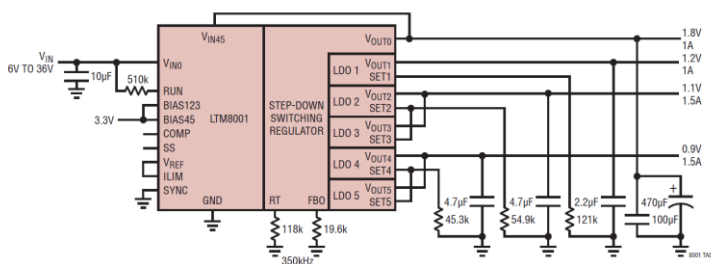 VIN45
VOUT0
1.8V
1A
VIN
6V TO 36V
VIN0
10µF
510k
RUN
BIAS123
3.3V
BIAS45
COMP
SS
VREF
ILIM
SYNC
GND
LTM8001
STEP-DOWN
SWITCHING
REGULATOR
RT
FBO
LDO 1
VOUT1
SET1
1.2V
1A
LDO 2
VOUT2
SET2
1.1V
1.5A
LDO 3
VOUT3
SET3
LDO 4
VOUT4
SET4
0.9V
1.5A
LDO 5
VOUT5
SET5
118k
19.6k
350kHz
4.7µF
45.3k
4.7µF
54.9k
2.2µF
121k
470µF
+
100µF